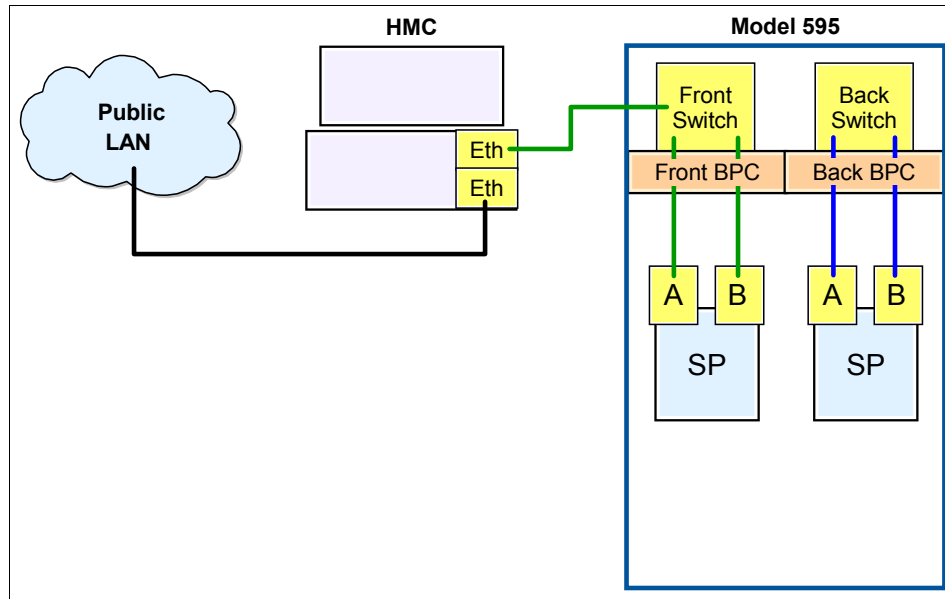 HMC
Model 595
Public
LAN
Eth
Eth
Front
Switch
Back
Switch
Front BPC
Back BPC
A
B
A
B
SP
SP